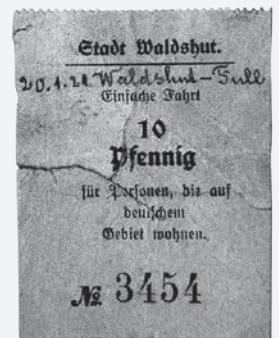 Stadt Waldshut.
20.1.21 Waldshut-Full
Einfache Fahrt
10
Pfennig
für Personen, die auf
deutschem
Gebiet wohnen.
№ 3454